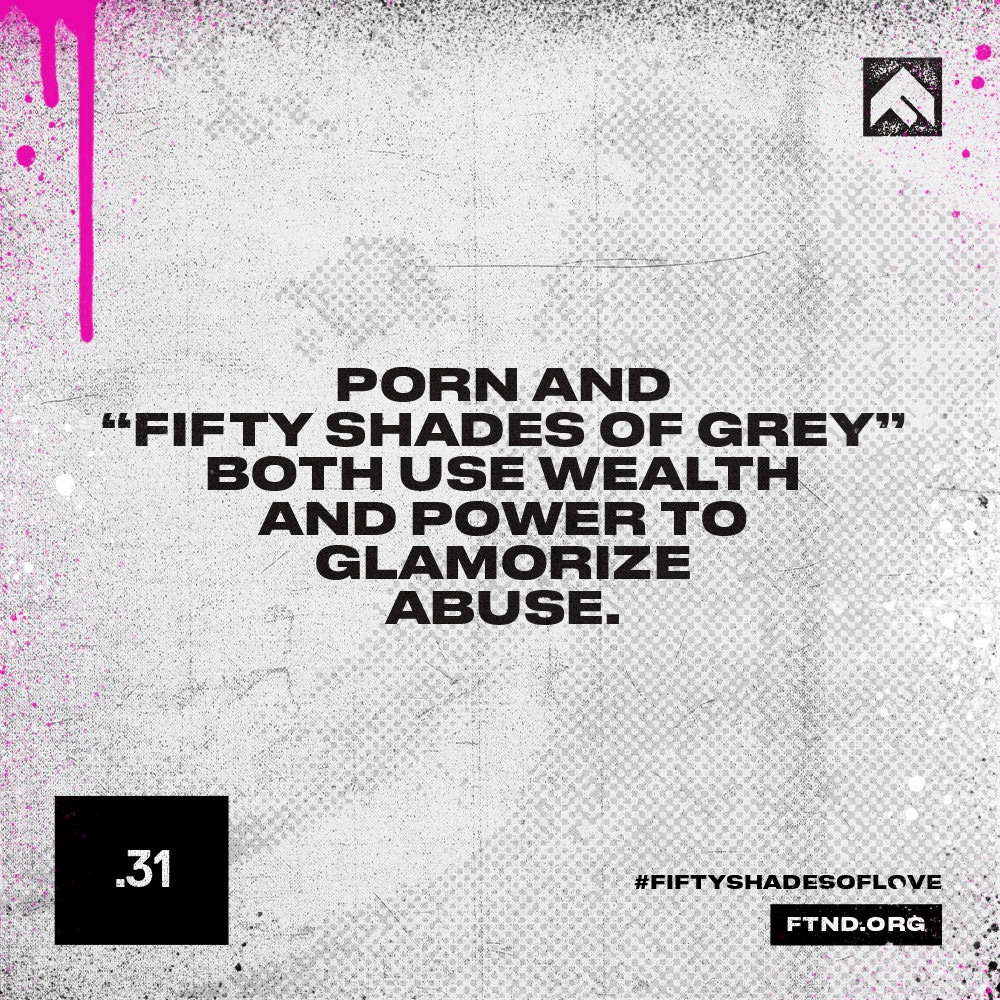 PORN AND
“FIFTY SHADES OF GREY”
BOTH USE WEALTH
AND POWER TO
GLAMORIZE
ABUSE.
.31
#FIFTYSHADESOFLOVE
FTND.ORG